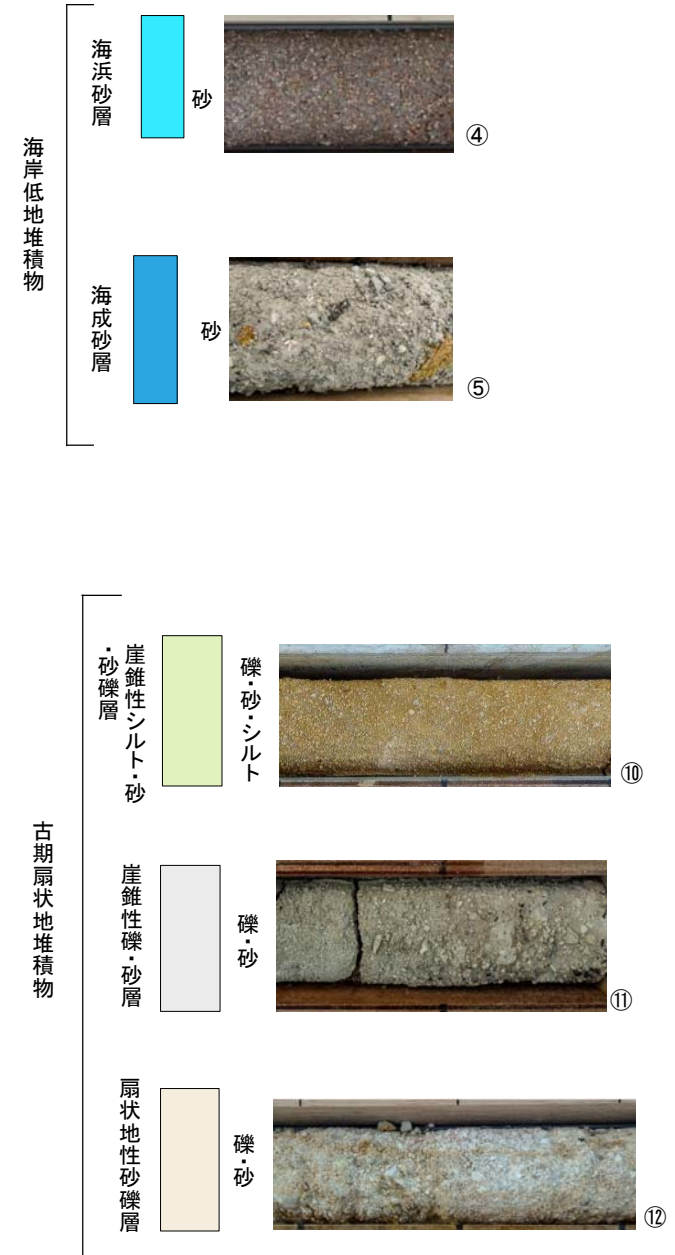 海岸低地堆積物
海浜砂層
砂
④
海成砂層
砂
⑤
古期扇状地堆積物
崖錐性シルト・砂
・砂礫層
礫・砂・シルト
⑩
崖錐性礫・砂層
礫・砂
⑪
扇状地性砂礫層
礫・砂
⑫